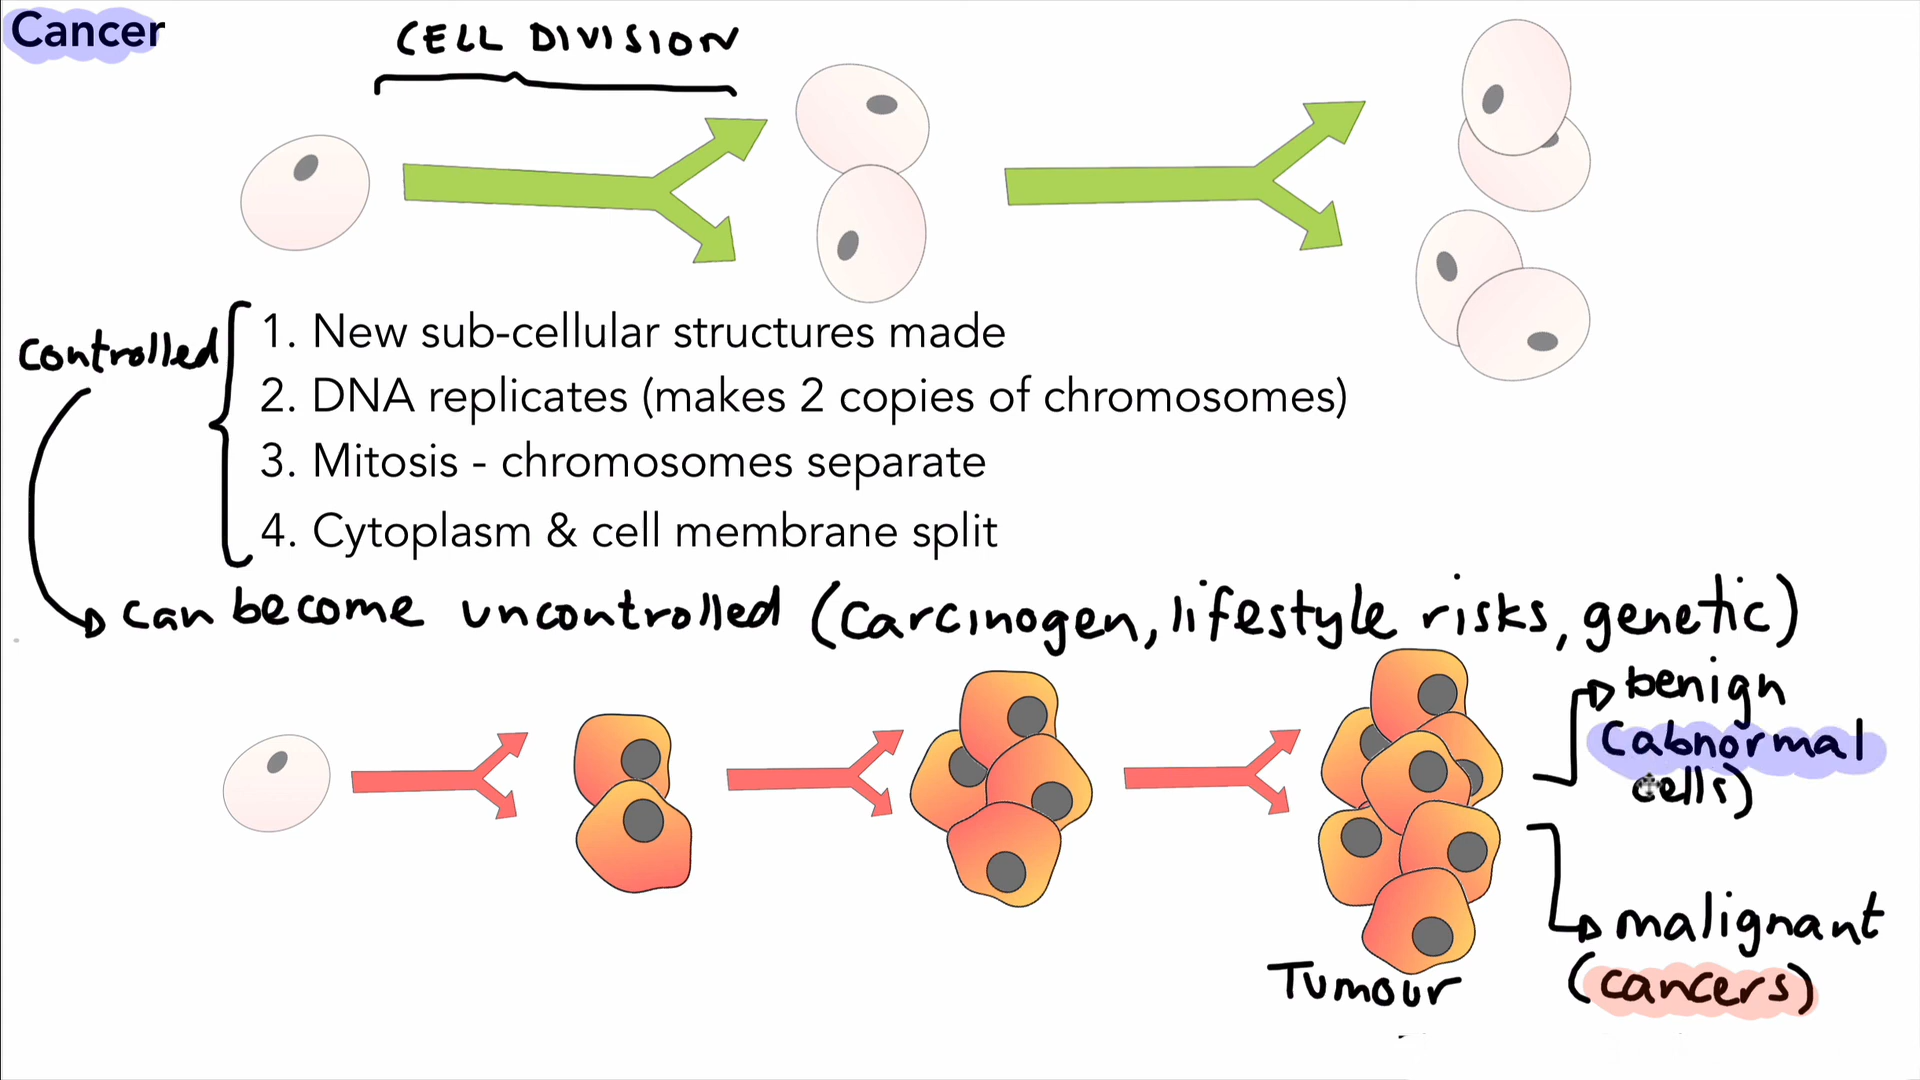 Cancer
CELL DIVISION
controlled
1. New sub-cellular structures made
2. DNA replicates (makes 2 copies of chromosomes)
3. Mitosis - chromosomes separate
4. Cytoplasm & cell membrane split
can become uncontrolled (carcinogen, lifestyle risks, genetic)
benign
(abnormal
cells)
malignant
(cancers)
Tumour